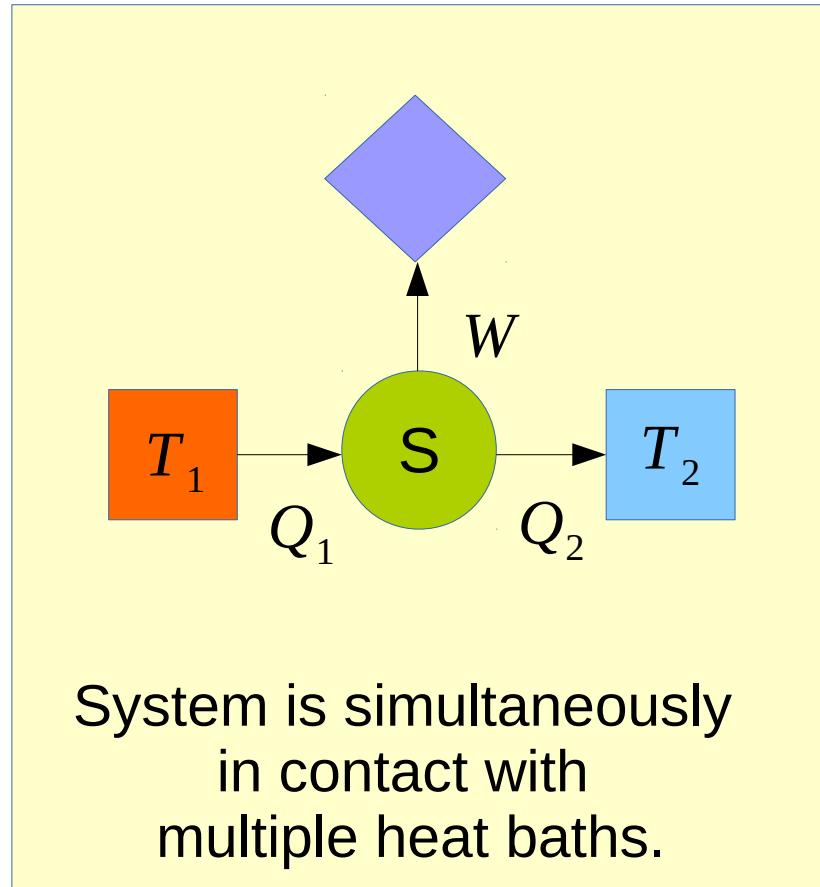 W
T₁
S
T₂
Q₁
Q₂
System is simultaneously
in contact with
multiple heat baths.